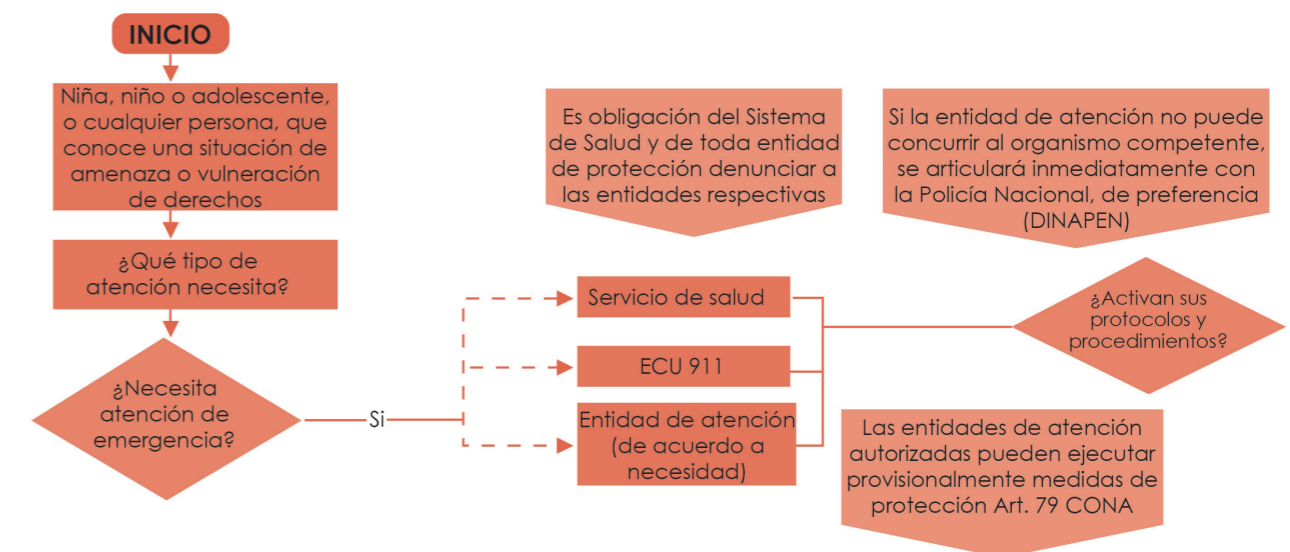 INICIO
Niña, niño o adolescente,
o cualquier persona, que
conoce una situación de
amenaza o vulneración
de derechos
¿Qué tipo de
atención necesita?
¿Necesita
atención de
emergencia?
Si
Es obligación del Sistema
de Salud y de toda entidad
de protección denunciar a
las entidades respectivas
Servicio de salud
ECU 911
Entidad de atención
(de acuerdo a
necesidad)
Si la entidad de atención no puede
concurrir al organismo competente,
se articulará inmediatamente con
la Policía Nacional, de preferencia
(DINAPEN)
¿Activan sus
protocolos y
procedimientos?
Las entidades de atención
autorizadas pueden ejecutar
provisionalmente medidas de
protección Art. 79 CONA